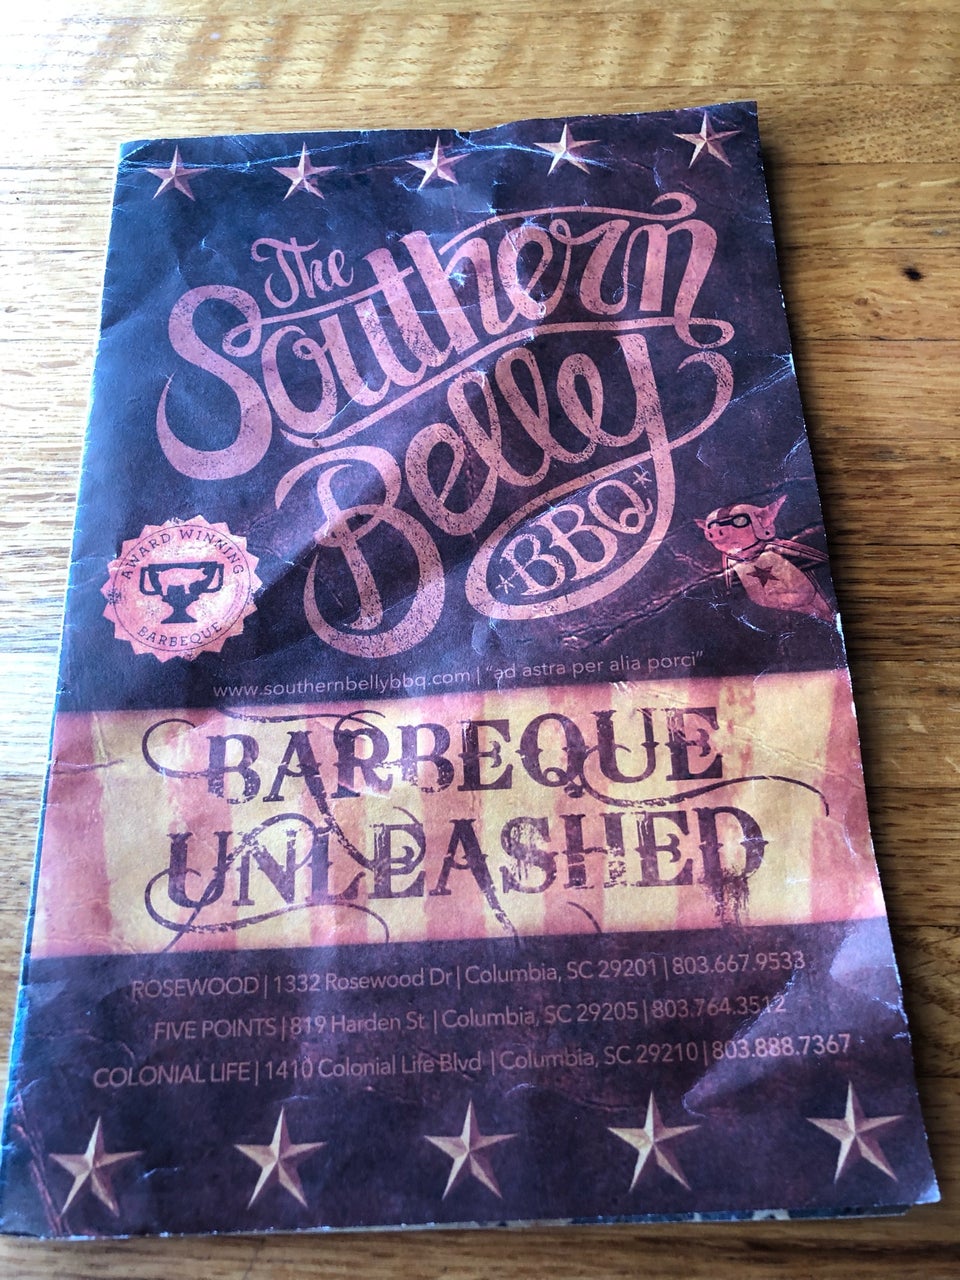 The
Southern
Belly
BBQ
AWARD WINNING
BARBEQUE
www.southernbellybbq.com | "ad astra per alia porci"
BARBEQUE
UNLEASHED
ROSEWOOD | 1332 Rosewood Dr | Columbia, SC 29201 | 803.667.9533
FIVE POINTS | 819 Harden St | Columbia, SC 29205 | 803.764.3512
COLONIAL LIFE | 1410 Colonial Life Blvd | Columbia, SC 29210 | 803.888.7367